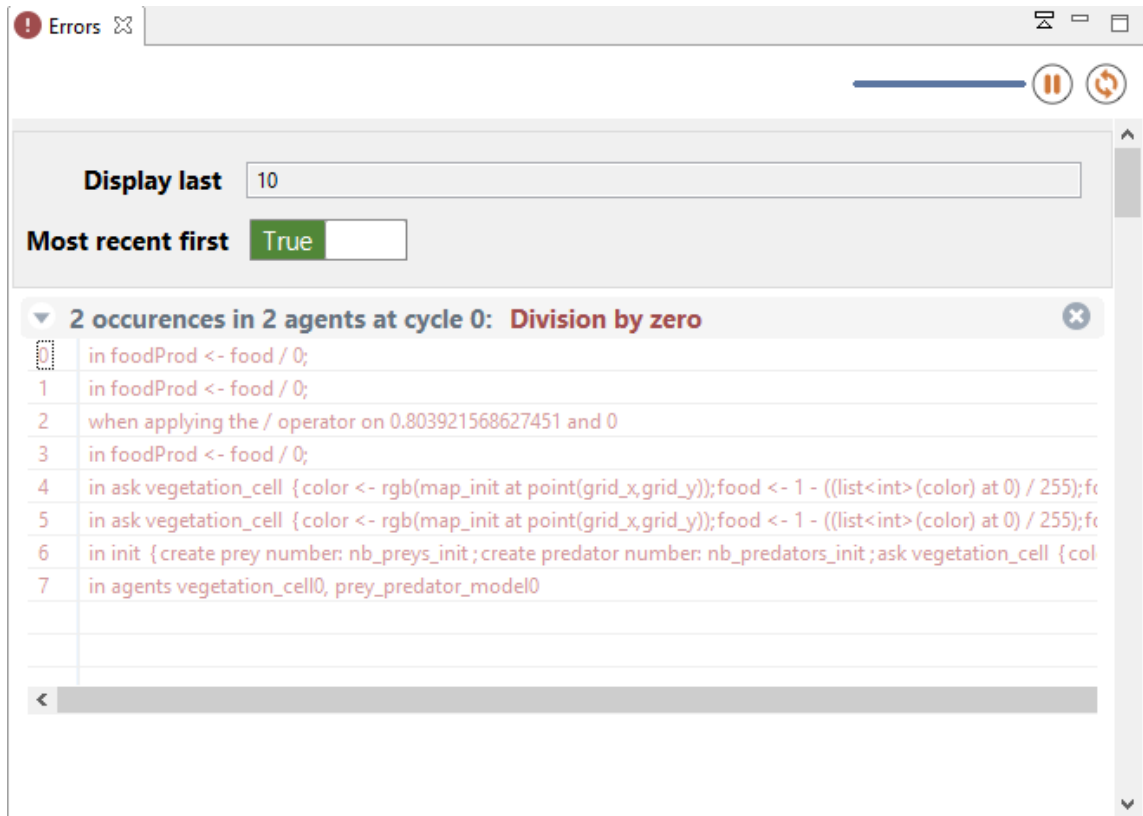 Errors
Display last 10
Most recent first True
2 occurences in 2 agents at cycle 0: Division by zero
0 in foodProd <- food / 0;
1 in foodProd <- food / 0;
2 when applying the / operator on 0.803921568627451 and 0
3 in foodProd <- food / 0;
4 in ask vegetation_cell {color <- rgb(map_init at point(grid_x,grid_y));food <- 1 - ((list<int>(color) at 0) / 255);
5 in ask vegetation_cell {color <- rgb(map_init at point(grid_x,grid_y));food <- 1 - ((list<int>(color) at 0) / 255);
6 in init {create prey number: nb_preys_init ;create predator number: nb_predators_init ;ask vegetation_cell {col
7 in agents vegetation_cell0, prey_predator_model0